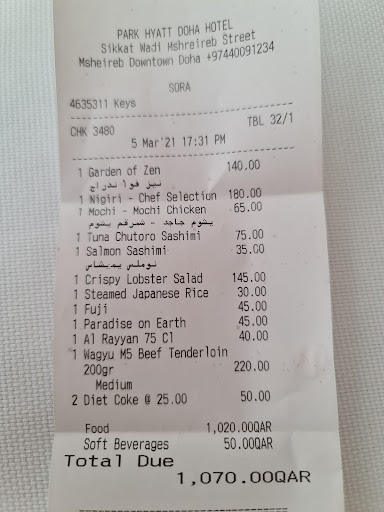 PARK HYATT DOHA HOTEL
Sikkat Wadi Mshreireb Street
Msheireb Downtown Doha +97440091234
SORA
4635311 Keys
CHK 3480 TBL 32/1
5 Mar'21 17:31 PM
1 Garden of Zen 140.00
1 Nigiri - Chef Selection 180.00
1 Mochi - Mochi Chicken 65.00
1 Tuna Chutoro Sashimi 75.00
1 Salmon Sashimi 35.00
1 Crispy Lobster Salad 145.00
1 Steamed Japanese Rice 30.00
1 Fuji 45.00
1 Paradise on Earth 45.00
1 Al Rayyan 75 Cl 40.00
1 Wagyu M5 Beef Tenderloin
200gr 220.00
Medium
2 Diet Coke @ 25.00 50.00
Food 1,020.00QAR
Soft Beverages 50.00QAR
Total Due
1,070.00QAR